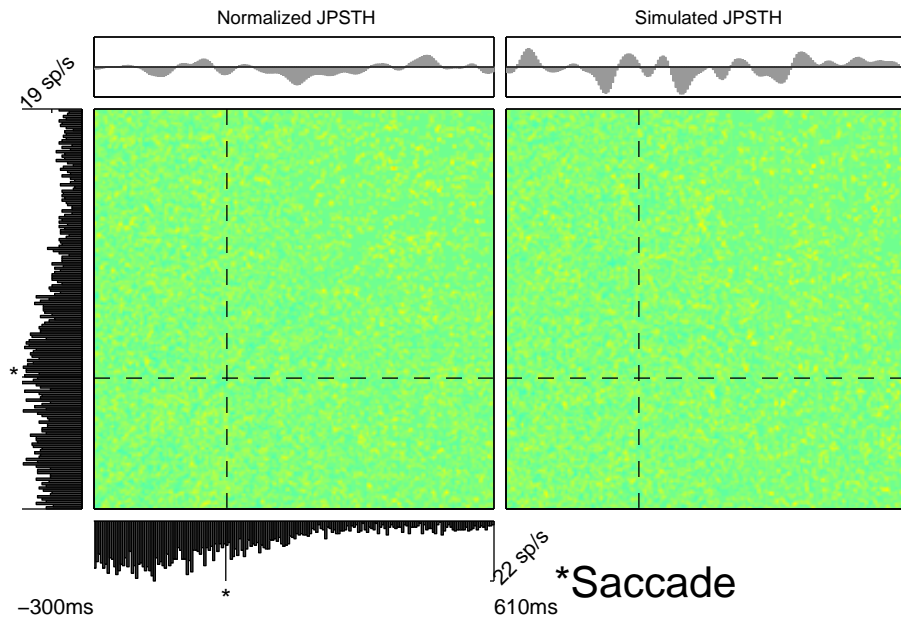 Normalized JPSTH
Simulated JPSTH
19 sp/s
*
*
22 sp/s
*Saccade
−300ms
610ms